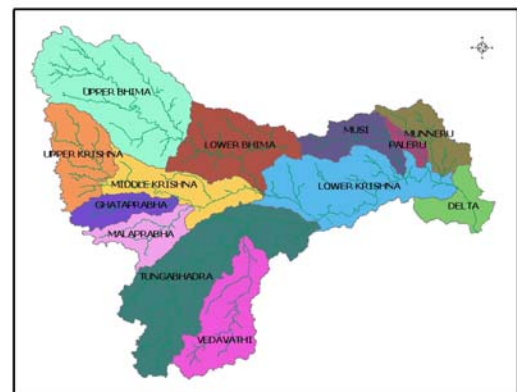 UPPER BHIMA
LOWER BHIMA
MUSI
MUNNERU
PALERU
UPPER KRISHNA
MIDDLE KRISHNA
LOWER KRISHNA
GHATAPRABHA
DELTA
MALAPRABHA
TUNGABHADRA
VEDAVATHI